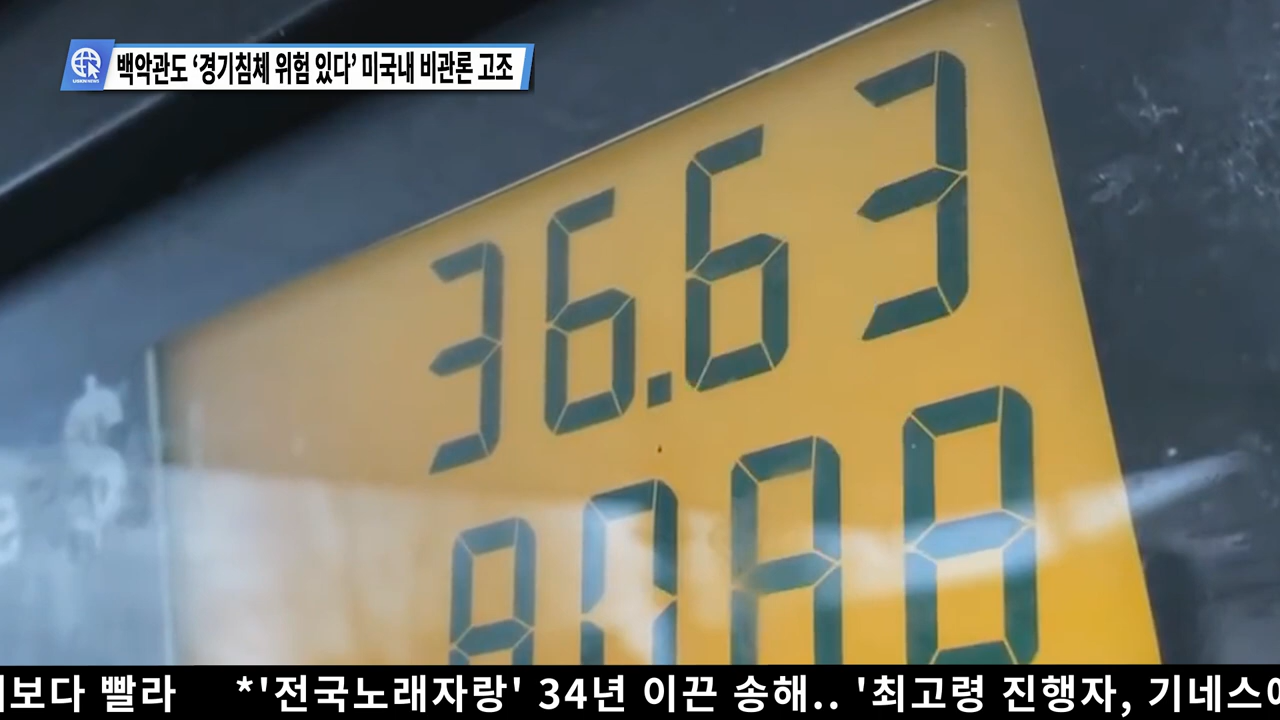 백악관도 ‘경기침체 위험 있다’ 미국내 비관론 고조
36.63
$
보다 빨라 *'전국노래자랑' 34년 이끈 송해.. '최고령 진행자, 기네스에